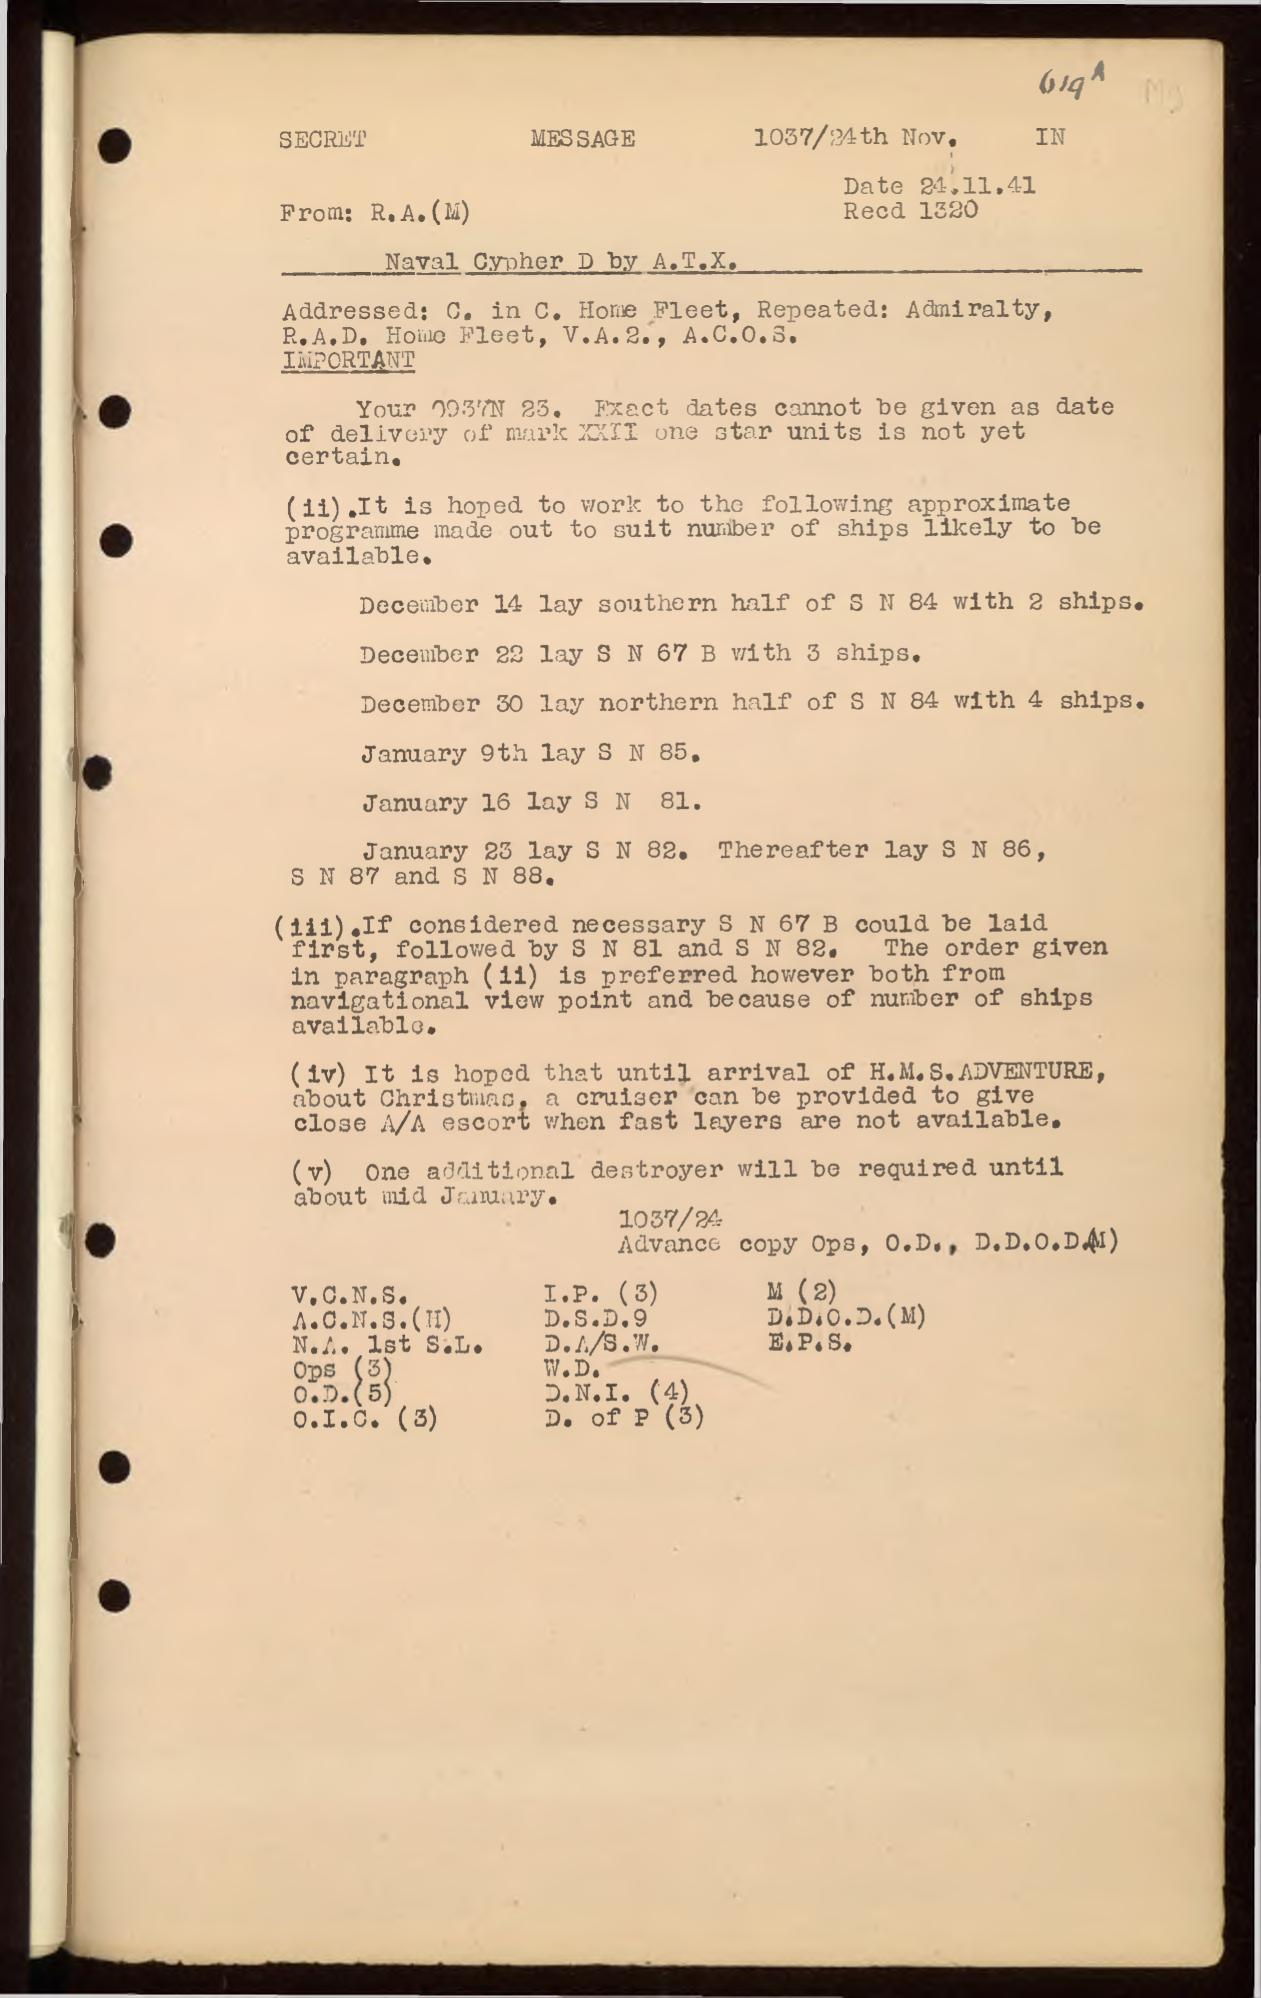 619A
SECRET MESSAGE 1037/24th Nov. IN
Date 24.11.41
From: R.A.(M) Recd 1320
Naval Cypher D by A.T.X.
Addressed: C. in C. Home Fleet, Repeated: Admiralty,
R.A.D. Home Fleet, V.A.2., A.C.O.S.
IMPORTANT
Your 0937N 23. Exact dates cannot be given as date
of delivery of mark XXII one star units is not yet
certain.
(ii).It is hoped to work to the following approximate
programme made out to suit number of ships likely to be
available.
December 14 lay southern half of S N 84 with 2 ships.
December 22 lay S N 67 B with 3 ships.
December 30 lay northern half of S N 84 with 4 ships.
January 9th lay S N 85.
January 16 lay S N 81.
January 23 lay S N 82. Thereafter lay S N 86,
S N 87 and S N 88.
(iii).If considered necessary S N 67 B could be laid
first, followed by S N 81 and S N 82. The order given
in paragraph (ii) is preferred however both from
navigational view point and because of number of ships
available.
(iv) It is hoped that until arrival of H.M.S.ADVENTURE,
about Christmas, a cruiser can be provided to give
close A/A escort when fast layers are not available.
(v) One additional destroyer will be required until
about mid January.
1037/24
Advance copy Ops, O.D., D.D.O.D.(M)
V.C.N.S. I.P. (3) M (2)
A.C.N.S.(H) D.S.D.9 D.D.O.D.(M)
N.A. 1st S.L. D.A/S.W. E.P.S.
Ops (3) W.D.
O.D.(5) D.N.I. (4)
O.I.C. (3) D. of P (3)